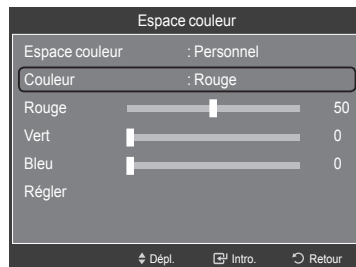 Espace couleur
Espace couleur : Personnel
Couleur : Rouge
Rouge 50
Vert 0
Bleu 0
Régler
Dépl. Intro. Retour